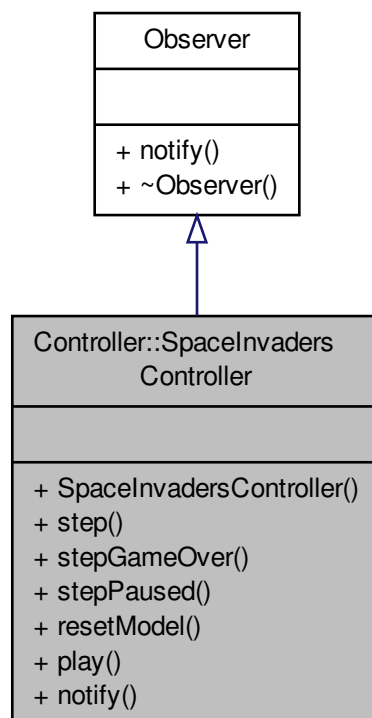 Observer
+ notify()
+ ~Observer()
Controller::SpaceInvaders
Controller
+ SpaceInvadersController()
+ step()
+ stepGameOver()
+ stepPaused()
+ resetModel()
+ play()
+ notify()